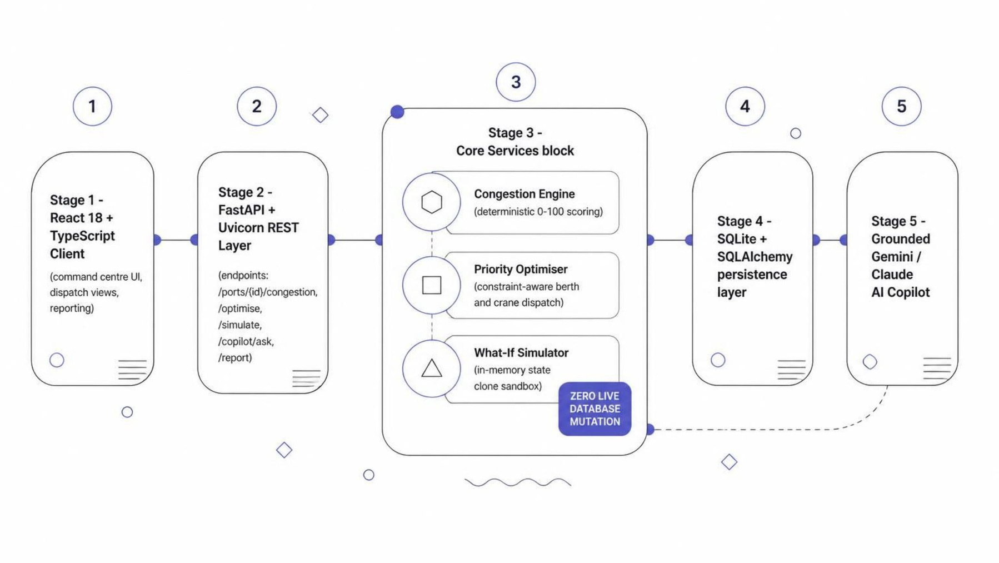 1
Stage 1 -
React 18 +
TypeScript
Client
(command centre UI,
dispatch views,
reporting)
2
Stage 2 -
FastAPI +
Uvicorn REST
Layer
(endpoints:
/ports/{id}/congestion,
/optimise,
/simulate,
/copilot/ask,
/report)
3
Stage 3 -
Core Services block
Congestion Engine
(deterministic 0-100 scoring)
Priority Optimiser
(constraint-aware berth
and crane dispatch)
What-If Simulator
(in-memory state
clone sandbox)
ZERO LIVE
DATABASE
MUTATION
4
Stage 4 -
SQLite +
SQLAlchemy
persistence
layer
5
Stage 5 -
Grounded
Gemini /
Claude
AI Copilot